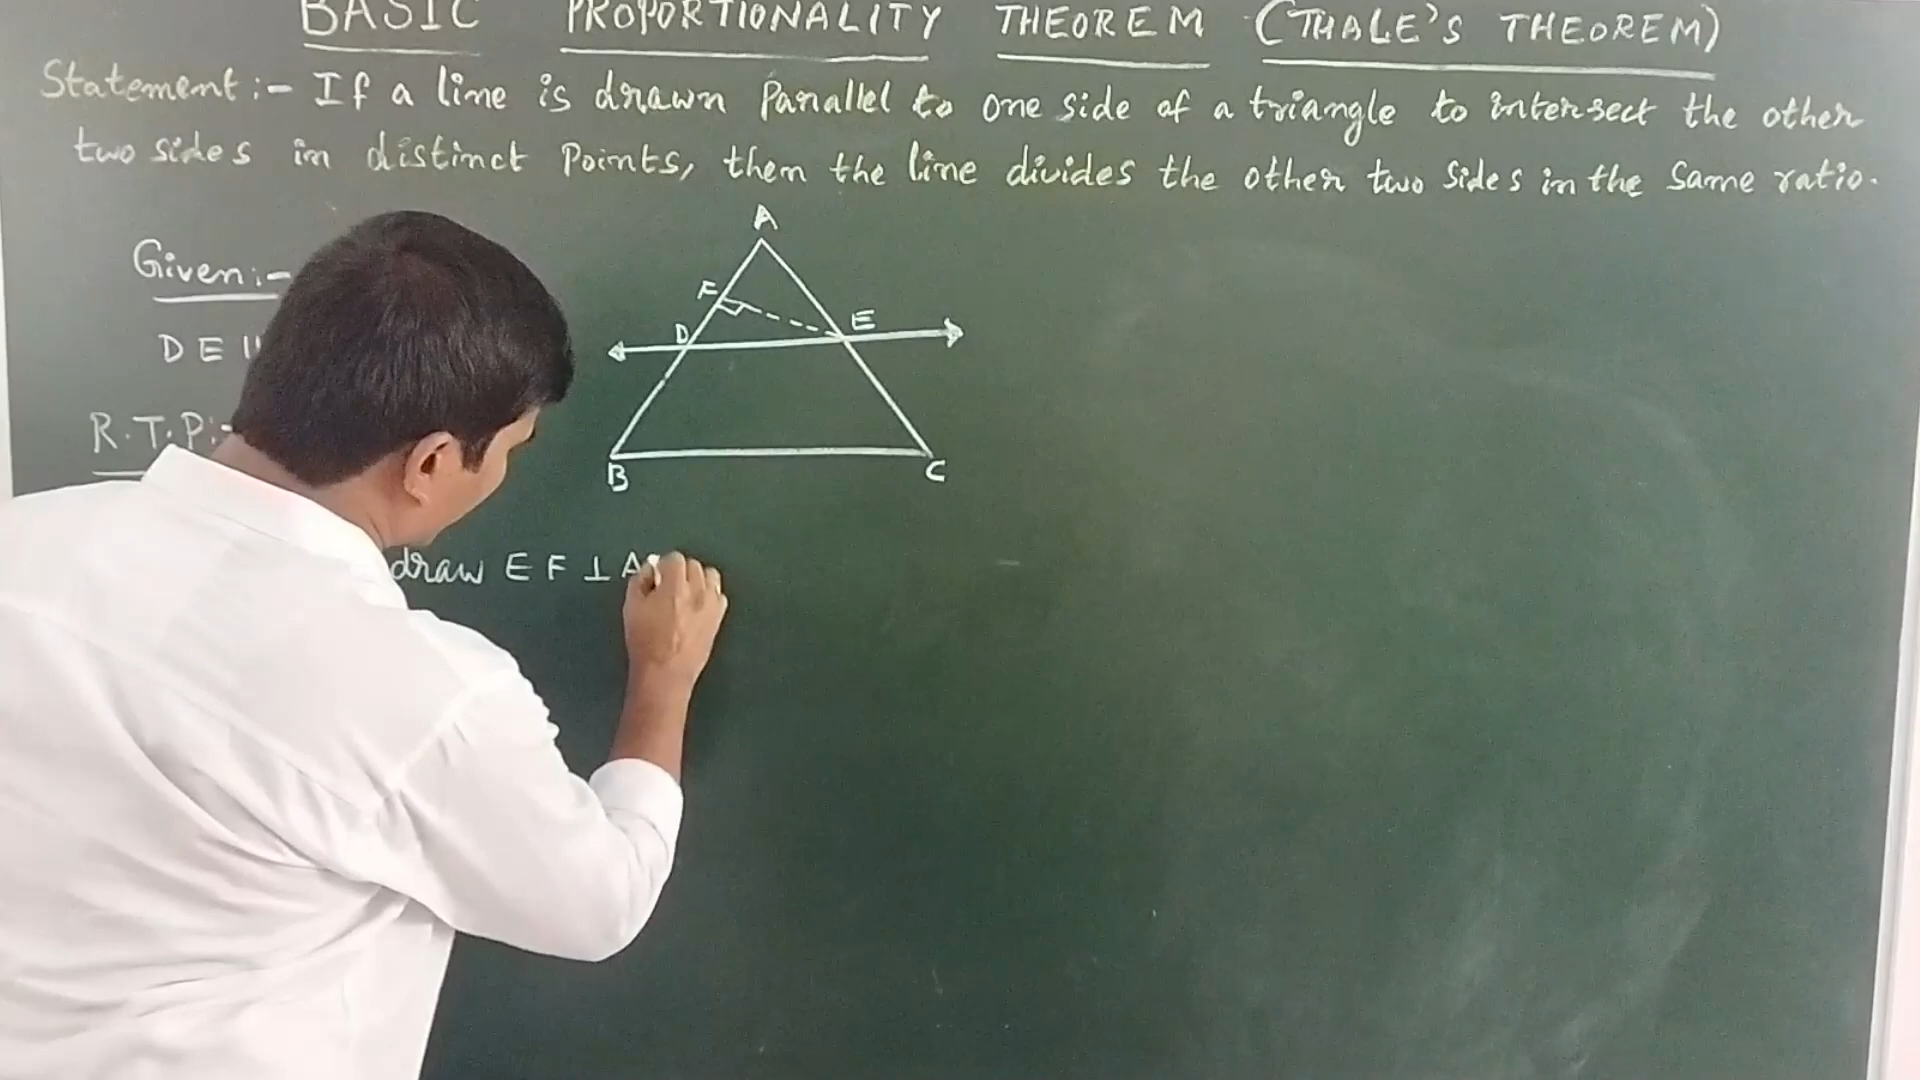 BASIC PROPORTIONALITY THEOREM (THALE'S THEOREM)
Statement :- If a line is drawn Parallel to one side of a triangle to intersect the other
two sides in distinct Points, then the line divides the other two sides in the same ratio.
A
Given :-
F
E
D
D E ||
R.T.P :-
B
C
draw E F ⊥ A